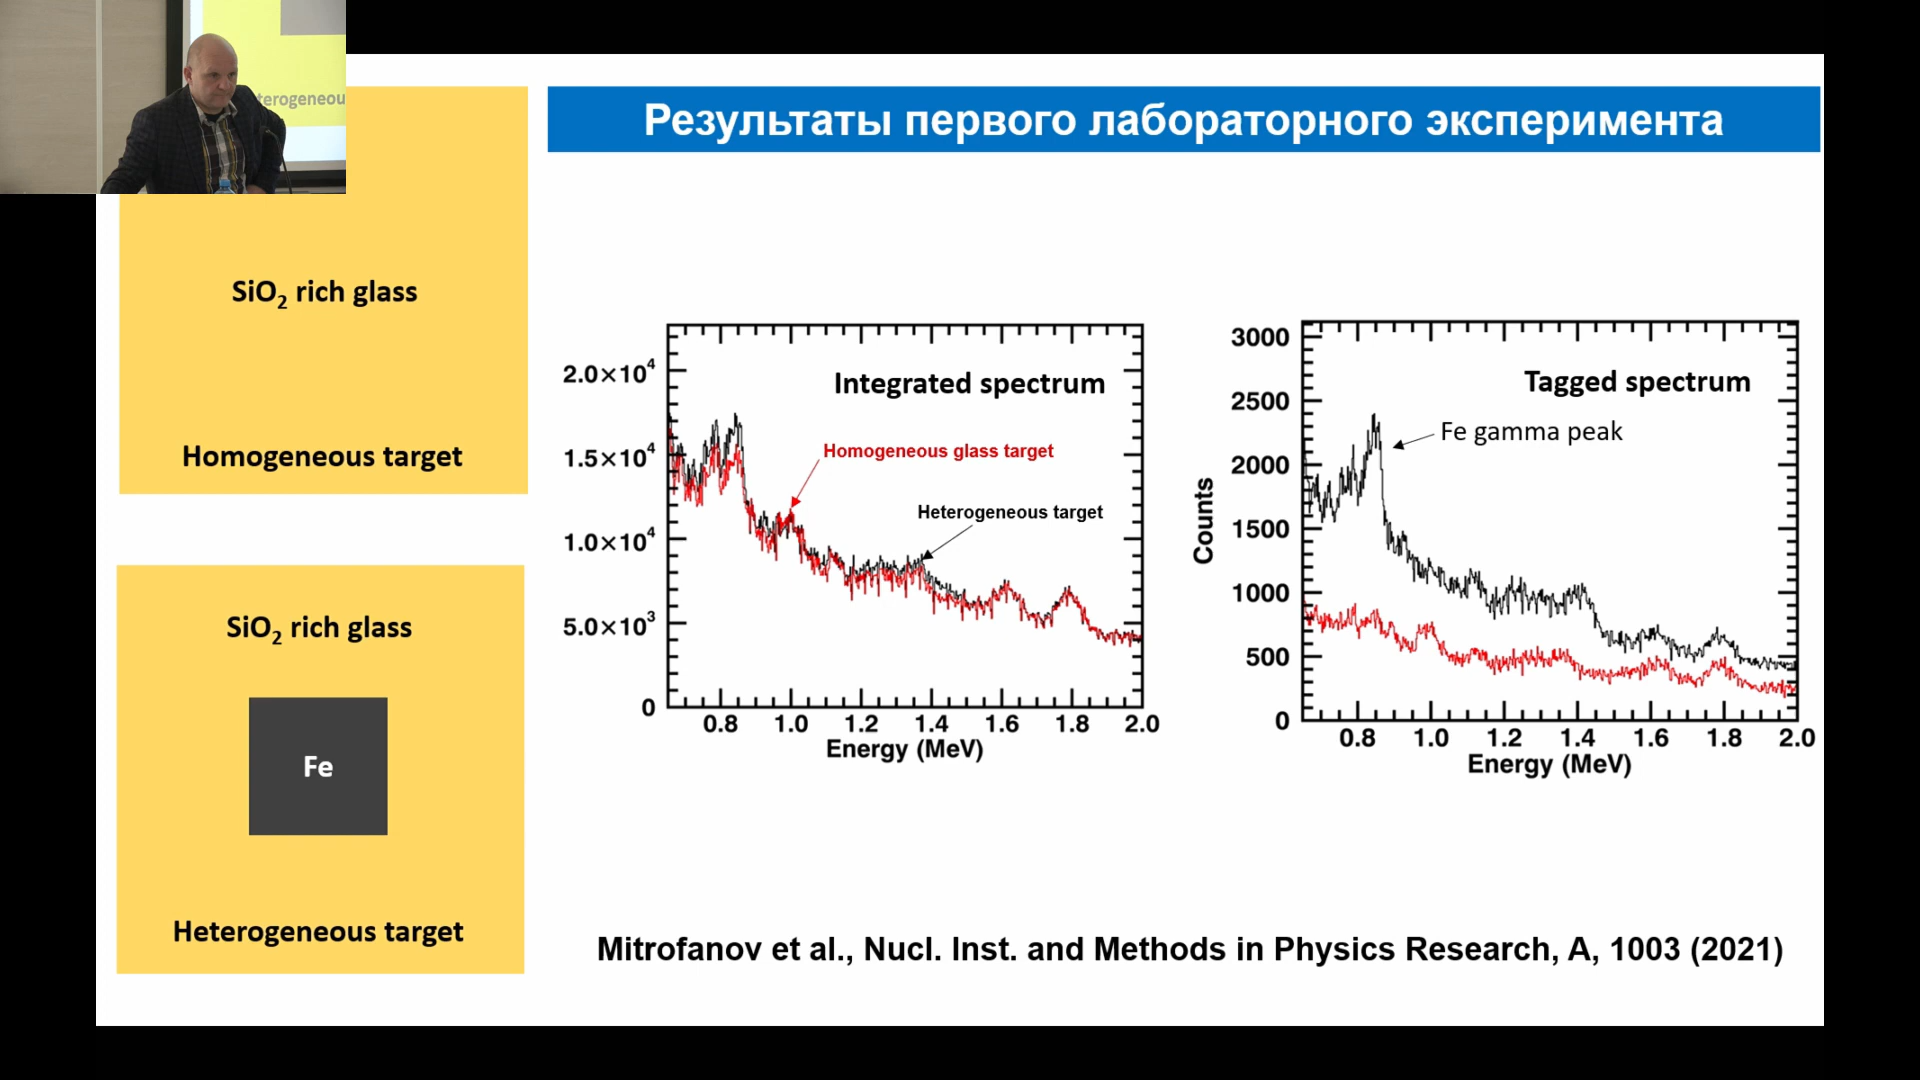 terogeneou
Результаты первого лабораторного эксперимента
SiO2 rich glass
Homogeneous target
SiO2 rich glass
Fe
Heterogeneous target
Integrated spectrum
Homogeneous glass target
Heterogeneous target
2.0×10⁴
1.5×10⁴
1.0×10⁴
5.0×10³
0
0.8 1.0 1.2 1.4 1.6 1.8 2.0
Energy (MeV)
Tagged spectrum
Fe gamma peak
Counts
3000
2500
2000
1500
1000
500
0
0.8 1.0 1.2 1.4 1.6 1.8 2.0
Energy (MeV)
Mitrofanov et al., Nucl. Inst. and Methods in Physics Research, A, 1003 (2021)